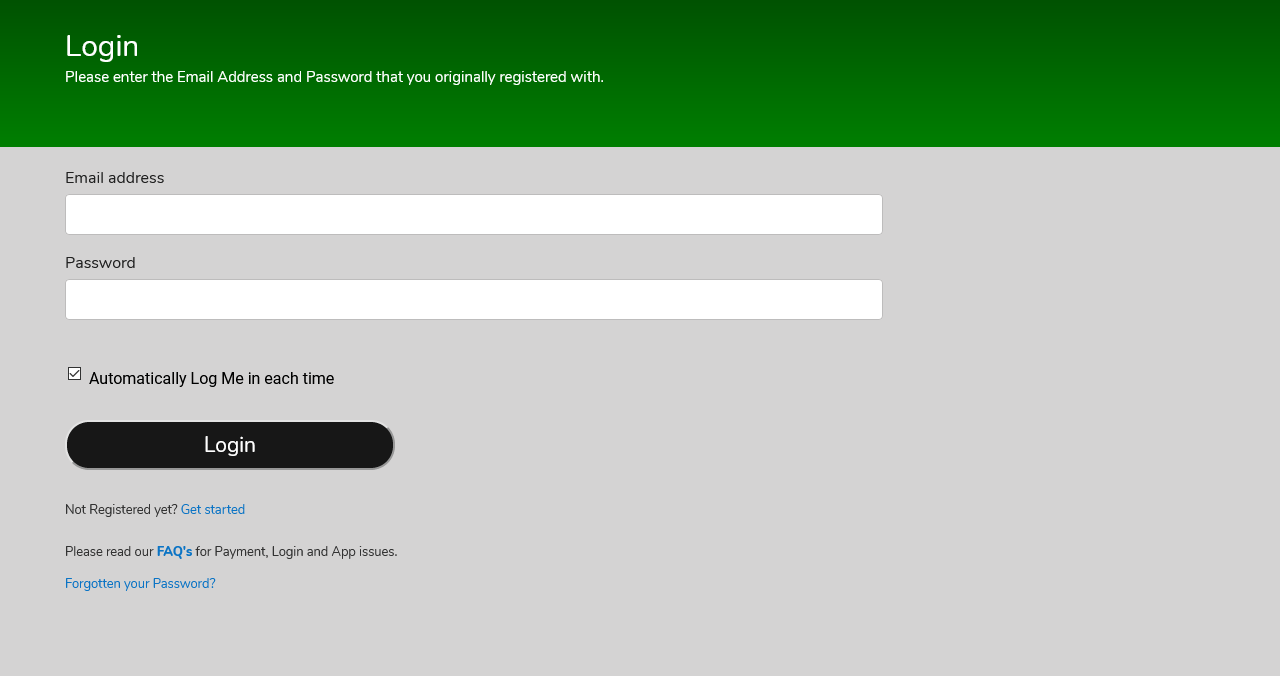 Login
Please enter the Email Address and Password that you originally registered with.
Email address
Password
Automatically Log Me in each time
Login
Not Registered yet? Get started
Please read our FAQ's for Payment, Login and App issues.
Forgotten your Password?